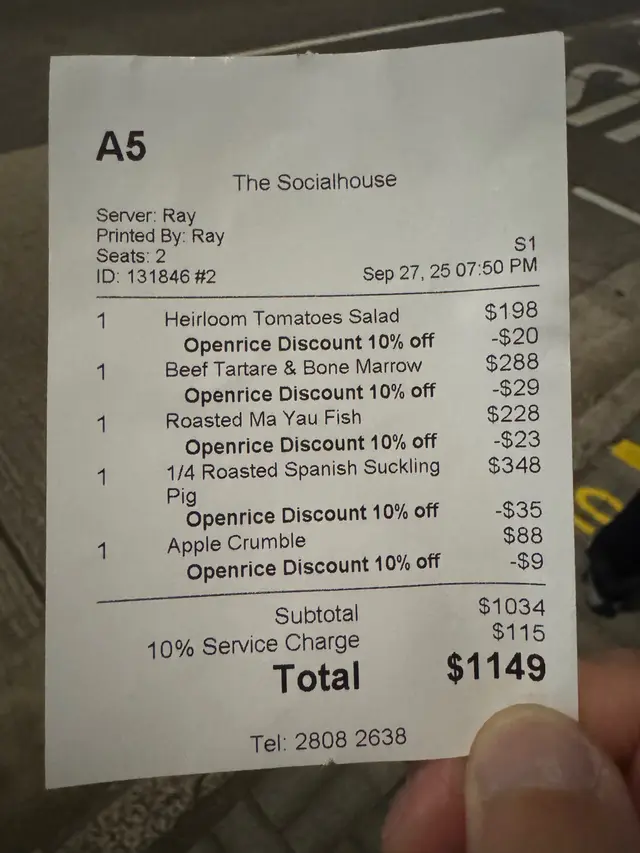 A5
The Socialhouse
Server: Ray
Printed By: Ray
Seats: 2 S1
ID: 131846 #2 Sep 27, 25 07:50 PM
1 Heirloom Tomatoes Salad $198
Openrice Discount 10% off -$20
1 Beef Tartare & Bone Marrow $288
Openrice Discount 10% off -$29
1 Roasted Ma Yau Fish $228
Openrice Discount 10% off -$23
1 1/4 Roasted Spanish Suckling $348
Pig
Openrice Discount 10% off -$35
1 Apple Crumble $88
Openrice Discount 10% off -$9
Subtotal $1034
10% Service Charge $115
Total $1149
Tel: 2808 2638